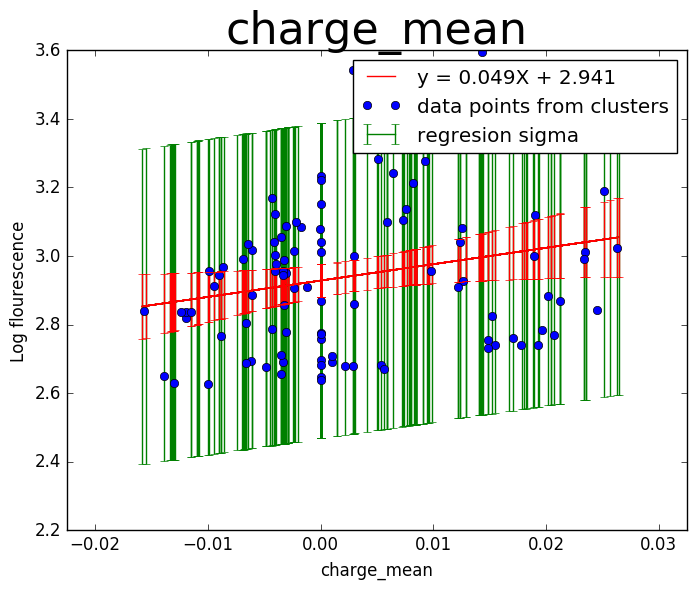 charge_mean
y = 0.049X + 2.941
data points from clusters
regresion sigma
Log flourescence
3.6
3.4
3.2
3.0
2.8
2.6
2.4
2.2
−0.02
−0.01
0.00
0.01
0.02
0.03
charge_mean